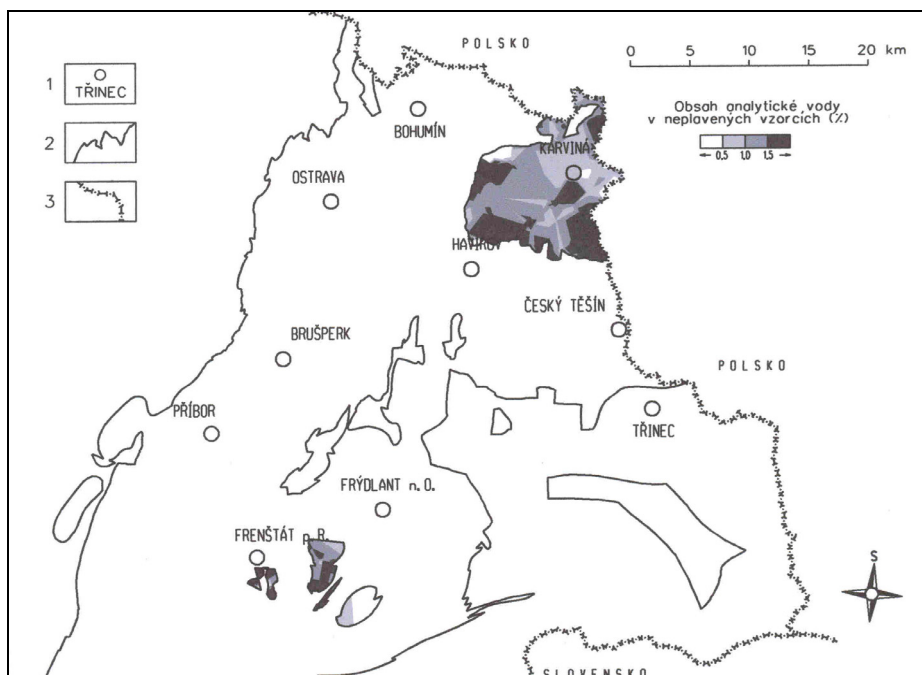 POLSKO
0 5 10 15 20 km
1 TŘINEC
2
3
Obsah analytické vody
v neplavených vzorcích (%)
0,5 1,0 1,5
BOHUMÍN
KARVINÁ
OSTRAVA
HAVÍŘOV
ČESKÝ TĚŠÍN
BRUŠPERK
POLSKO
PŘÍBOR
TŘINEC
FRÝDLANT n. O.
FRENŠTÁT p. R.
S
SLOVENSKO